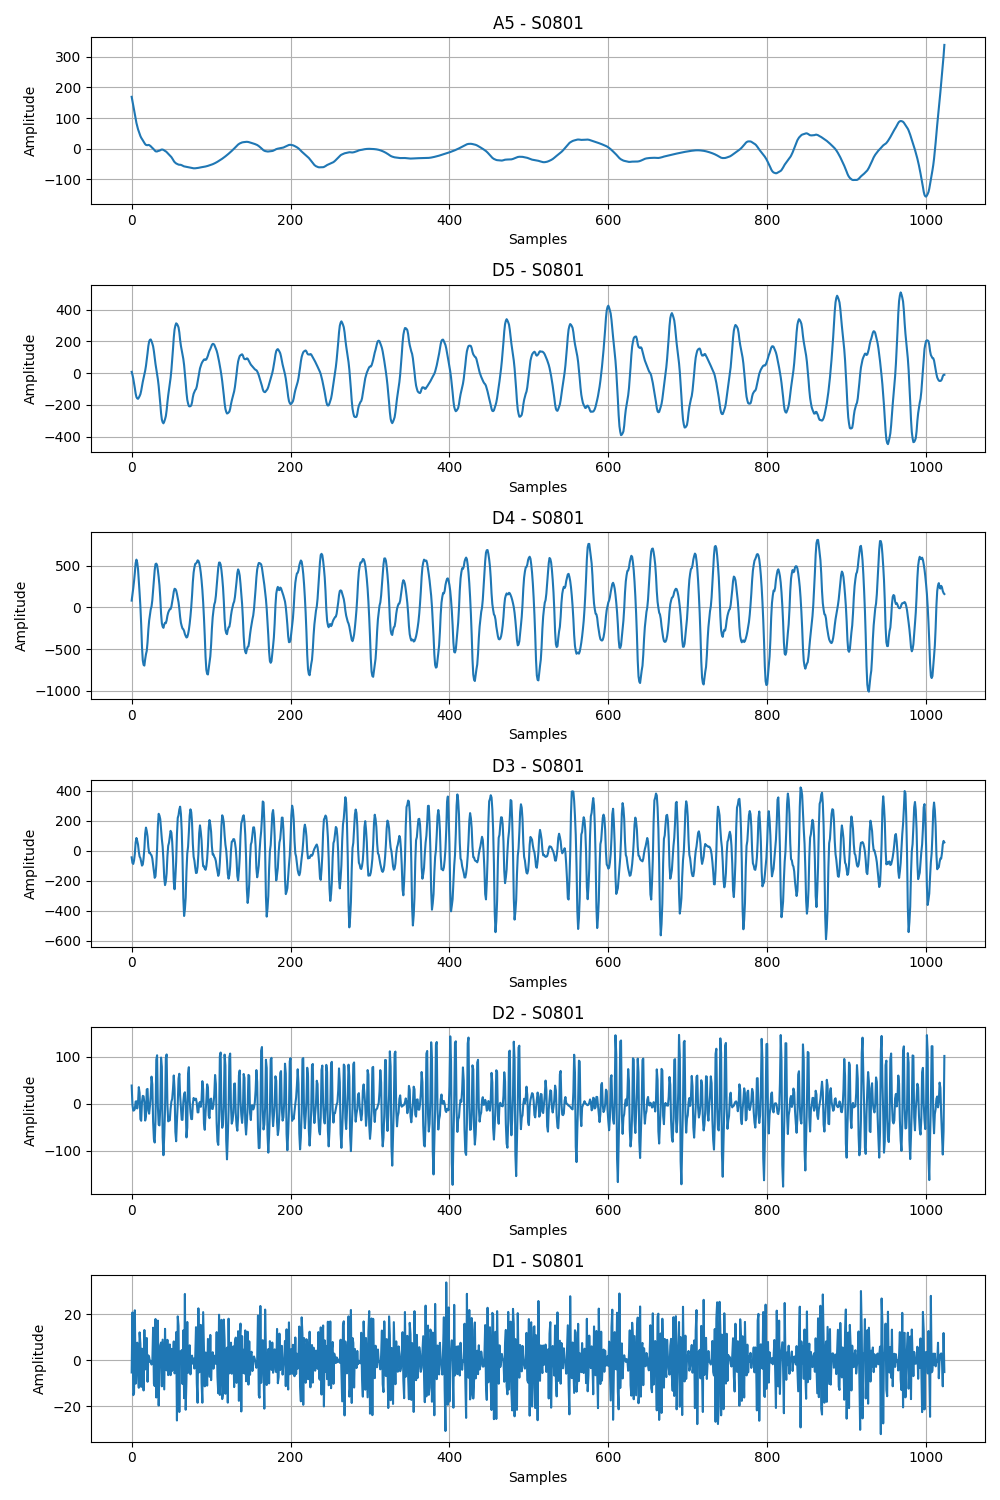 A5 - S0801
300
200
100
0
−100
Amplitude
0 200 400 600 800 1000
Samples
D5 - S0801
400
200
0
−200
−400
Amplitude
0 200 400 600 800 1000
Samples
D4 - S0801
500
0
−500
−1000
Amplitude
0 200 400 600 800 1000
Samples
D3 - S0801
400
200
0
−200
−400
−600
Amplitude
0 200 400 600 800 1000
Samples
D2 - S0801
100
0
−100
Amplitude
0 200 400 600 800 1000
Samples
D1 - S0801
20
0
−20
Amplitude
0 200 400 600 800 1000
Samples